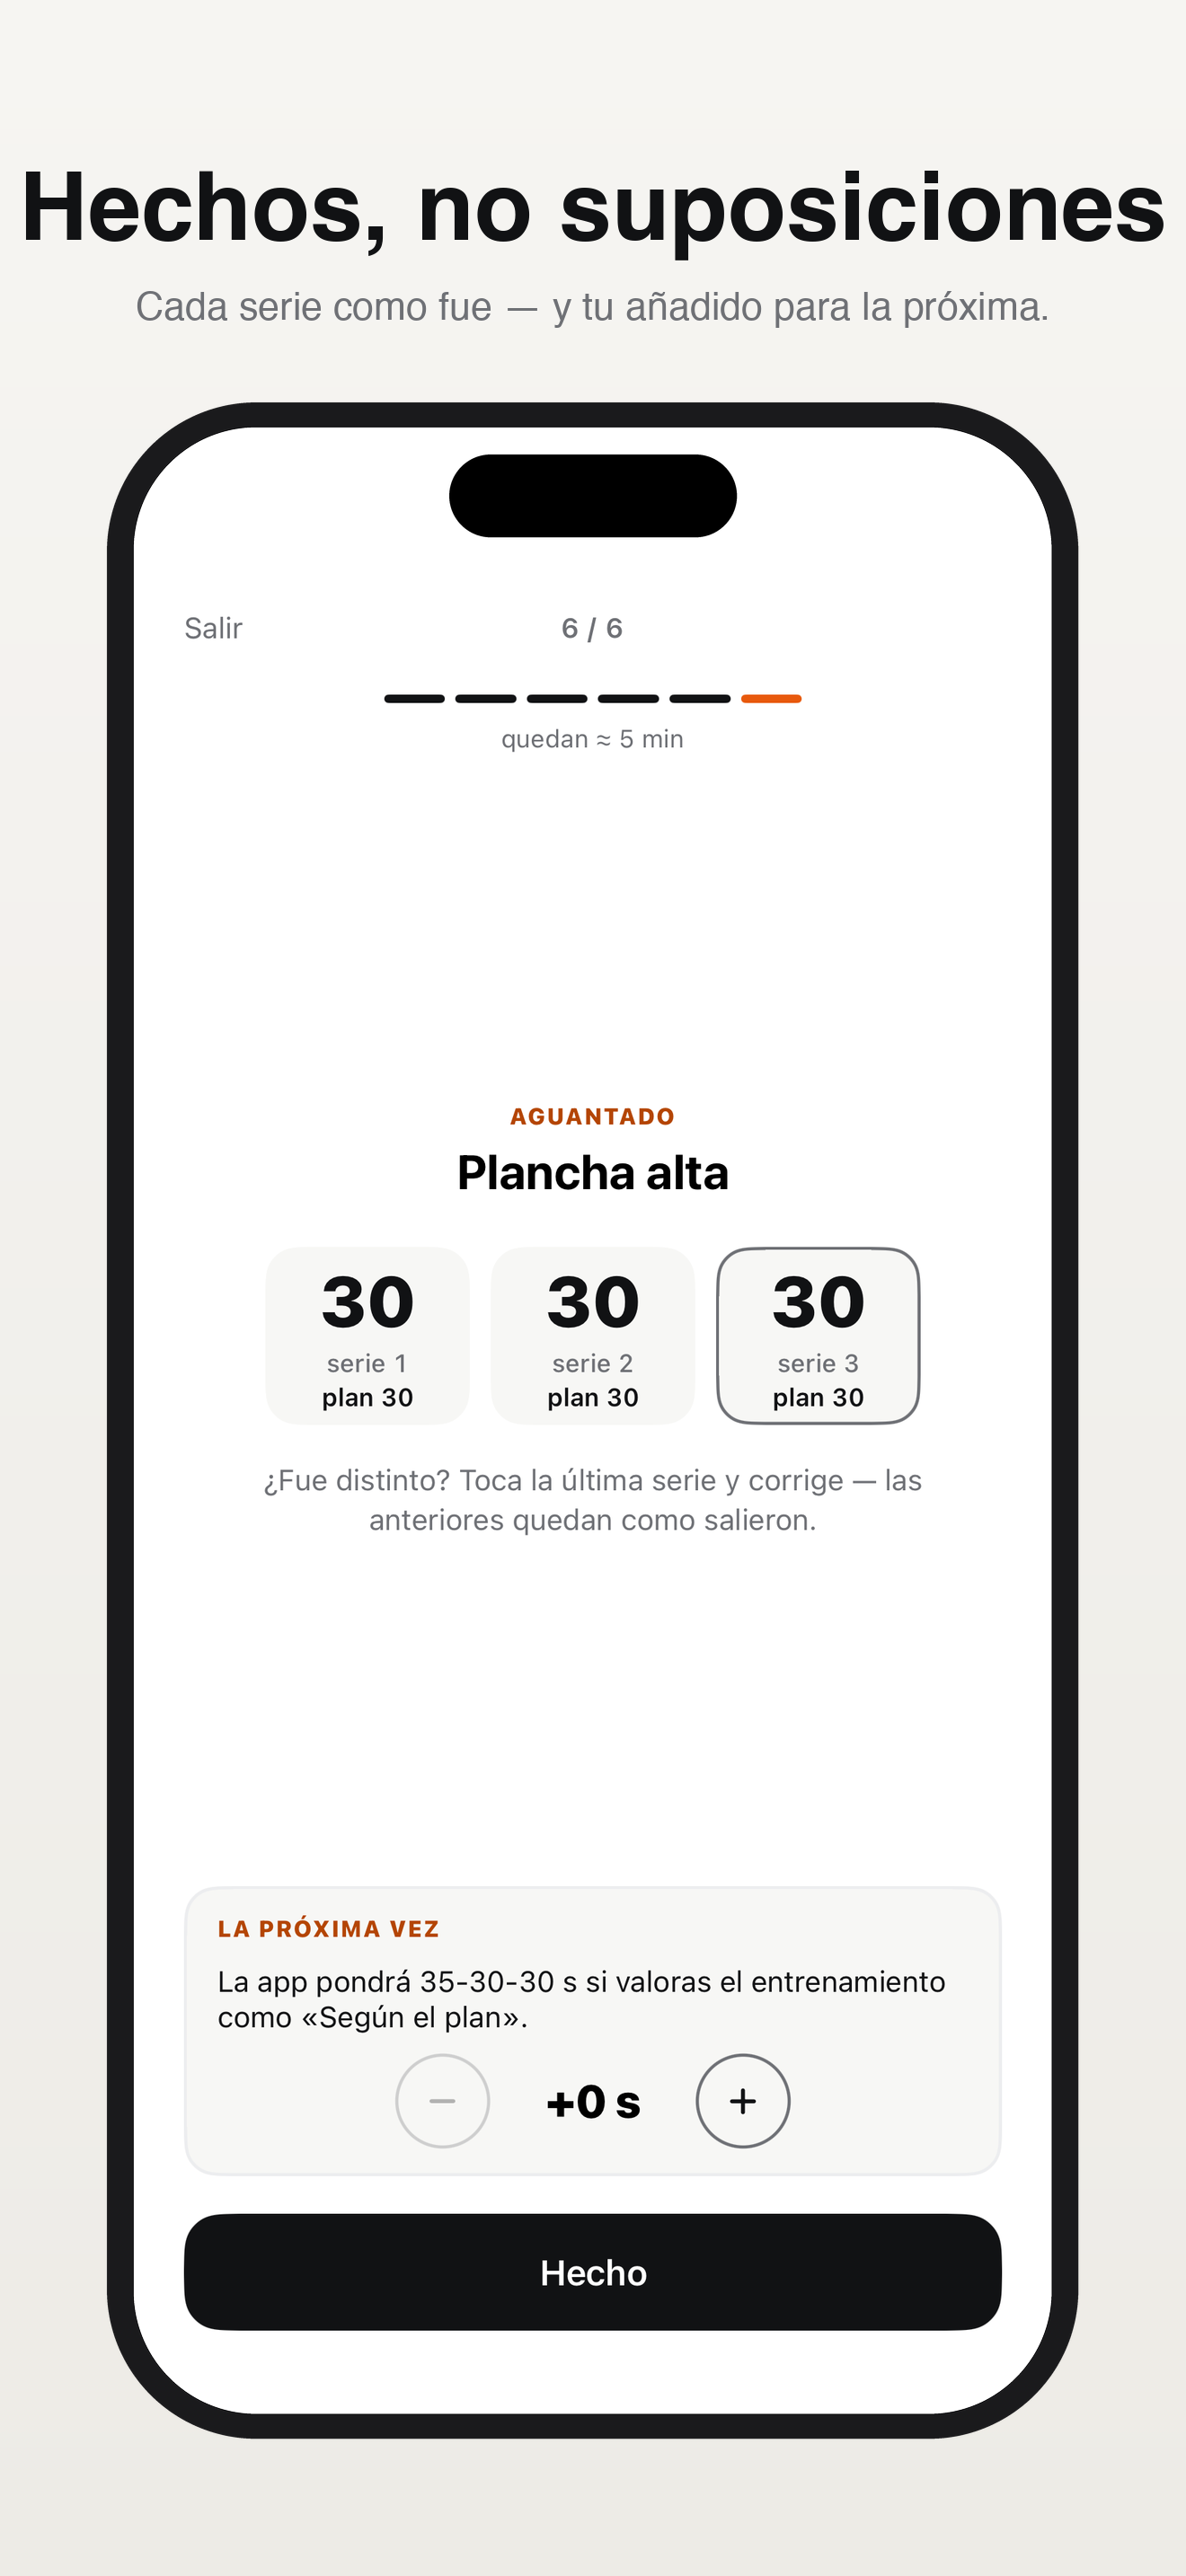 Hechos, no suposiciones
Cada serie como fue — y tu añadido para la próxima.
Salir
6 / 6
quedan ≈ 5 min
AGUANTADO
Plancha alta
30
serie 1
plan 30
30
serie 2
plan 30
30
serie 3
plan 30
¿Fue distinto? Toca la última serie y corrige — las
anteriores quedan como salieron.
LA PRÓXIMA VEZ
La app pondrá 35-30-30 s si valoras el entrenamiento
como «Según el plan».
− +0 s +
Hecho